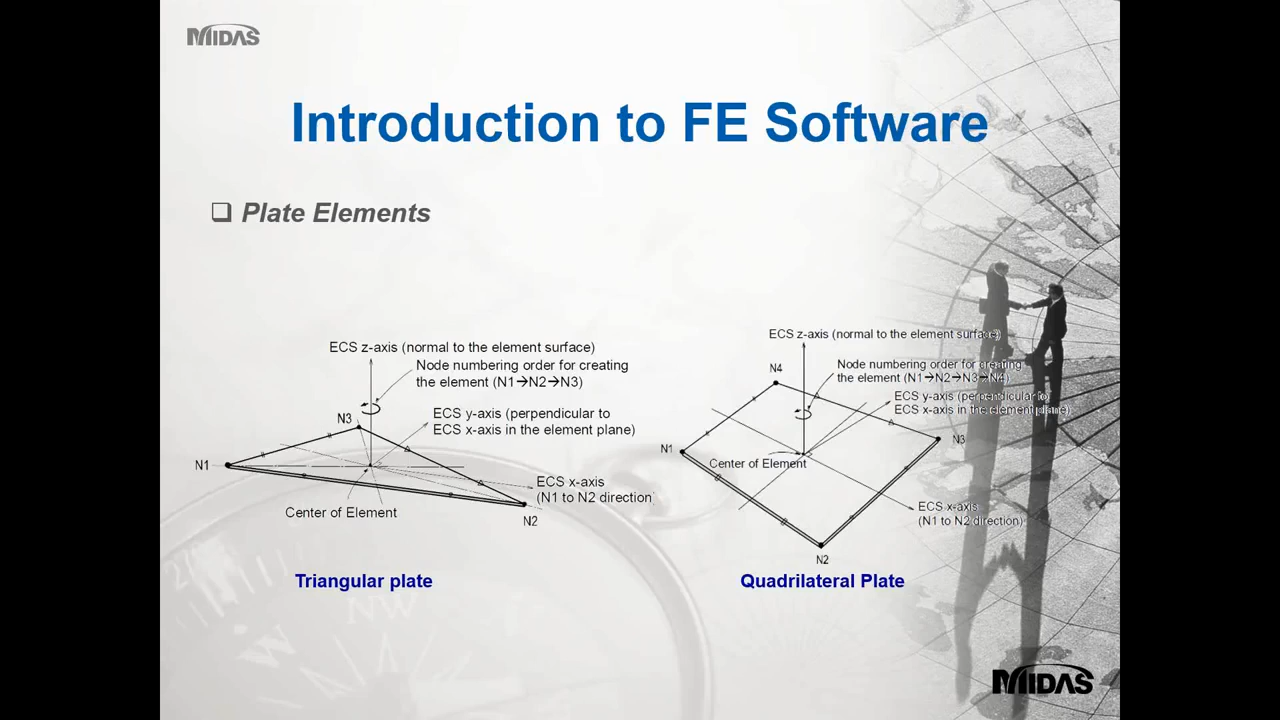 MIDAS
Introduction to FE Software
❑ Plate Elements
ECS z-axis (normal to the element surface)
Node numbering order for creating
the element (N1→N2→N3)
N3
ECS y-axis (perpendicular to
ECS x-axis in the element plane)
N1
ECS x-axis
(N1 to N2 direction)
Center of Element
N2
Triangular plate
ECS z-axis (normal to the element surface)
N4
Node numbering order for creating
the element (N1→N2→N3→N4)
ECS y-axis (perpendicular to
ECS x-axis in the element plane)
N3
N1
Center of Element
ECS x-axis
(N1 to N2 direction)
N2
Quadrilateral Plate
NW
W
MIDAS